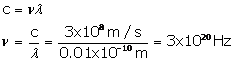 c = νλ
ν = c/λ = 3x10⁸ m / s / 0.01x10⁻¹⁰ m = 3x10²⁰ Hz